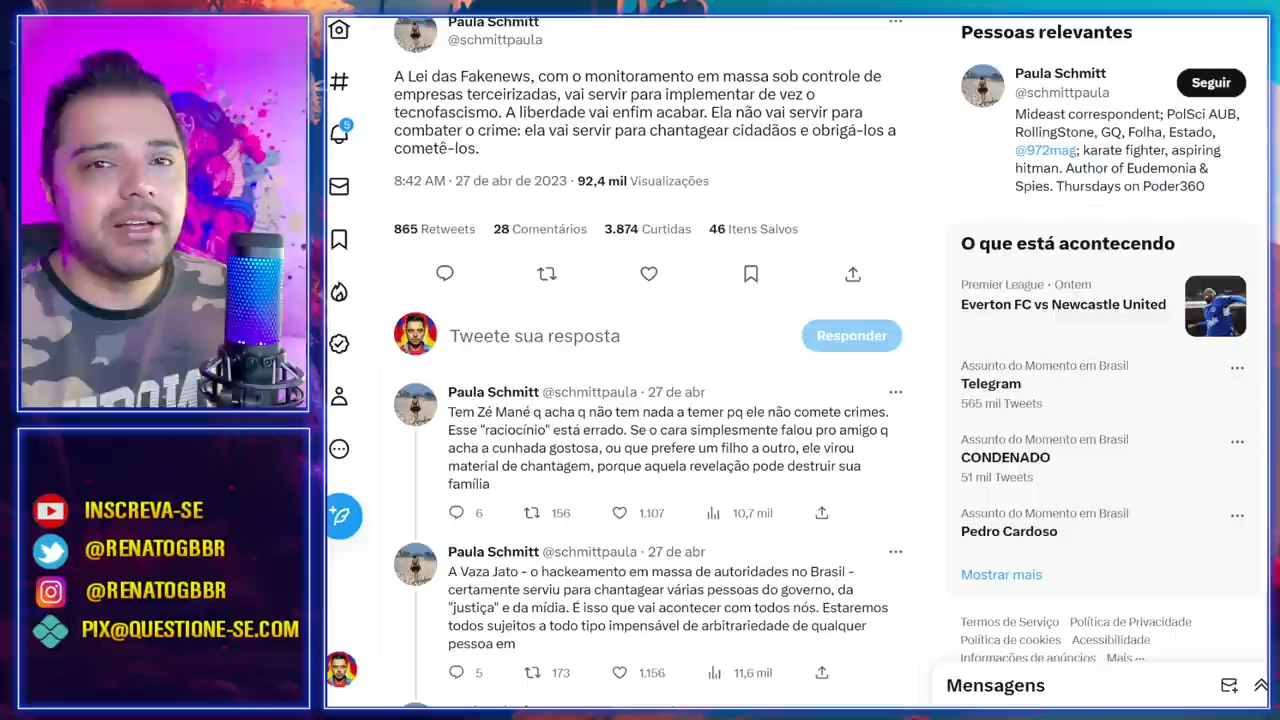 Paula Schmitt
@schmittpaula
A Lei das Fakenews, com o monitoramento em massa sob controle de
empresas terceirizadas, vai servir para implementar de vez o
tecnofascismo. A liberdade vai enfim acabar. Ela não vai servir para
combater o crime: ela vai servir para chantagear cidadãos e obrigá-los a
cometê-los.
8:42 AM · 27 de abr de 2023 · 92,4 mil Visualizações
865 Retweets 28 Comentários 3.874 Curtidas 46 Itens Salvos
Tweete sua resposta
Responder
Paula Schmitt @schmittpaula · 27 de abr
Tem Zé Mané q acha q não tem nada a temer pq ele não comete crimes.
Esse "raciocínio" está errado. Se o cara simplesmente falou pro amigo q
acha a cunhada gostosa, ou que prefere um filho a outro, ele virou
material de chantagem, porque aquela revelação pode destruir sua
família
6 156 1.107 10,7 mil
Paula Schmitt @schmittpaula · 27 de abr
A Vaza Jato - o hackeamento em massa de autoridades no Brasil -
certamente serviu para chantagear várias pessoas do governo, da
"justiça" e da mídia. É isso que vai acontecer com todos nós. Estaremos
todos sujeitos a todo tipo impensável de arbitrariedade de qualquer
pessoa em
5 173 1.156 11,6 mil
5
Pessoas relevantes
Paula Schmitt
@schmittpaula
Seguir
Mideast correspondent; PolSci AUB,
RollingStone, GQ, Folha, Estado,
@972mag; karate fighter, aspiring
hitman. Author of Eudemonia &
Spies. Thursdays on Poder360
O que está acontecendo
Premier League · Ontem
Everton FC vs Newcastle United
Assunto do Momento em Brasil
Telegram
565 mil Tweets
Assunto do Momento em Brasil
CONDENADO
51 mil Tweets
Assunto do Momento em Brasil
Pedro Cardoso
Mostrar mais
Termos de Serviço Política de Privacidade
Política de cookies Acessibilidade
Informações de anúncios Mais ···
Mensagens
INSCREVA-SE
@RENATOGBBR
@RENATOGBBR
PIX@QUESTIONE-SE.COM